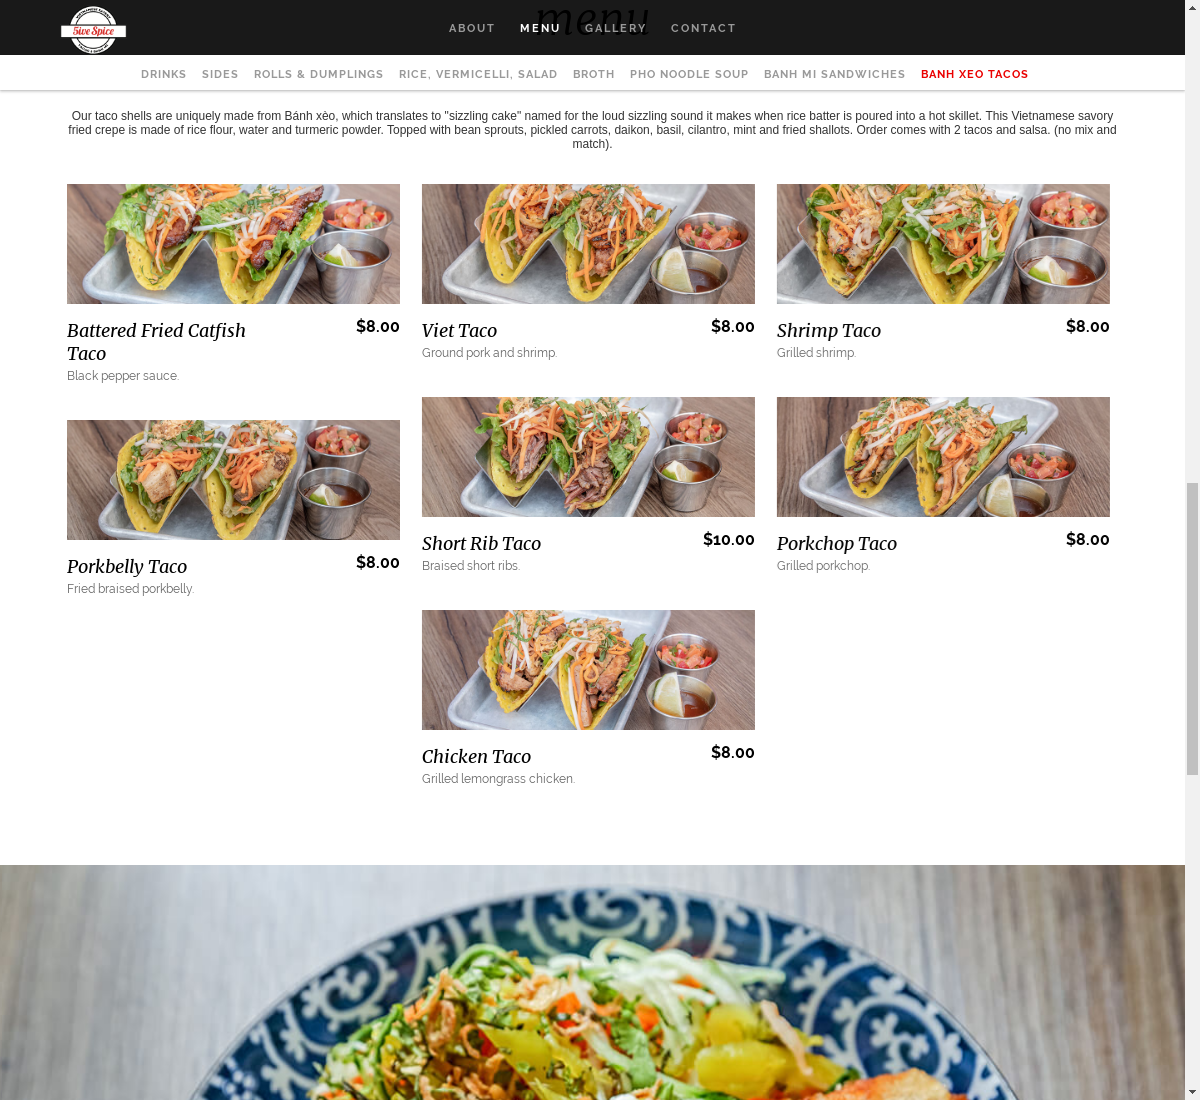 menu
5ive Spice
ABOUT MENU GALLERY CONTACT
DRINKS SIDES ROLLS & DUMPLINGS RICE, VERMICELLI, SALAD BROTH PHO NOODLE SOUP BANH MI SANDWICHES BANH XEO TACOS
Our taco shells are uniquely made from Bánh xèo, which translates to "sizzling cake" named for the loud sizzling sound it makes when rice batter is poured into a hot skillet. This Vietnamese savory
fried crepe is made of rice flour, water and turmeric powder. Topped with bean sprouts, pickled carrots, daikon, basil, cilantro, mint and fried shallots. Order comes with 2 tacos and salsa. (no mix and
match).
Battered Fried Catfish
Taco
$8.00
Black pepper sauce.
Viet Taco
$8.00
Ground pork and shrimp.
Shrimp Taco
$8.00
Grilled shrimp.
Porkbelly Taco
$8.00
Fried braised porkbelly.
Short Rib Taco
$10.00
Braised short ribs.
Porkchop Taco
$8.00
Grilled porkchop.
Chicken Taco
$8.00
Grilled lemongrass chicken.